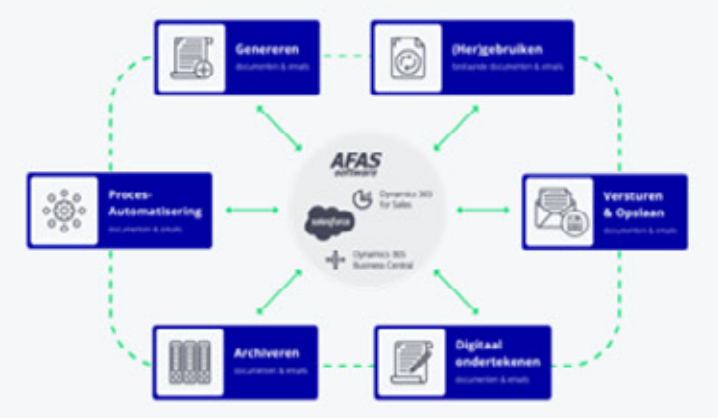 Genereren
documenten & emails
(Her)gebruiken
bestaande documenten & emails
AFAS
software
Dynamics 365
for Sales
salesforce
Dynamics 365
Business Central
Proces-
Automatisering
documenten & emails
Versturen
& Opslaan
documenten & emails
Archiveren
documenten & emails
Digitaal
ondertekenen
documenten & emails